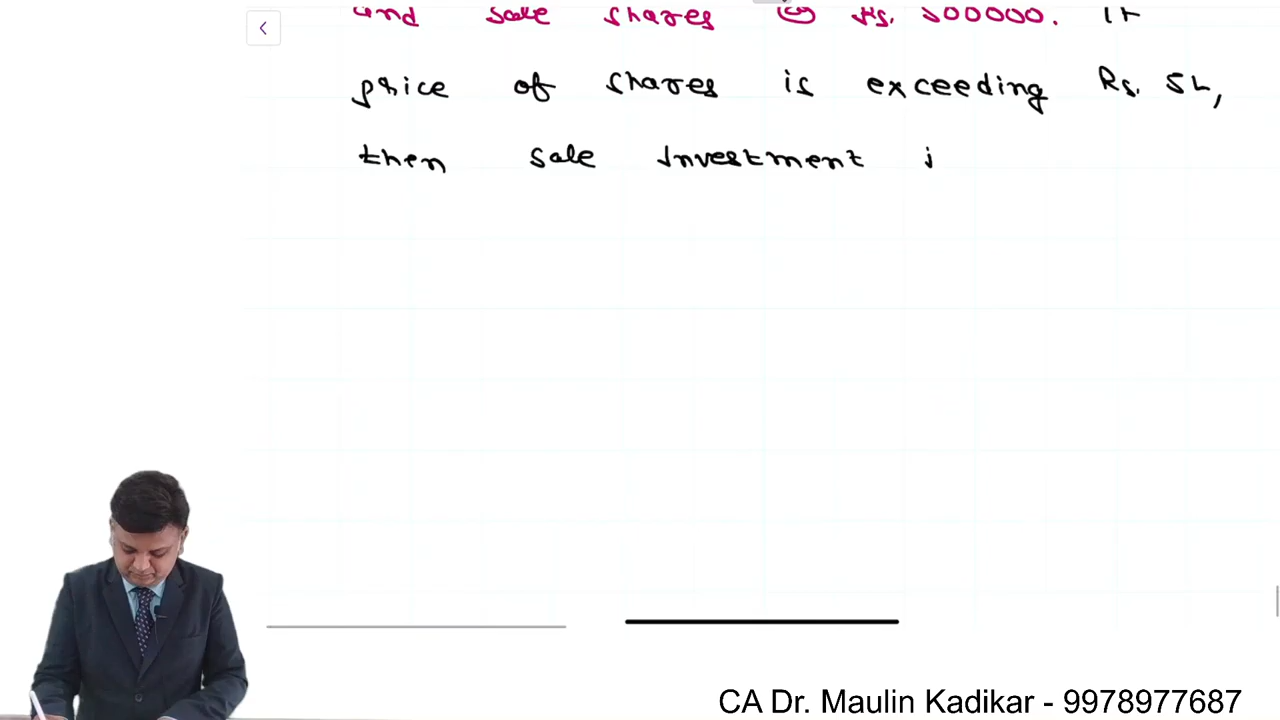 and sale shares @ Rs. 500000. If
price of shares is exceeding Rs. 5L,
then sale investment i
CA Dr. Maulin Kadikar - 9978977687